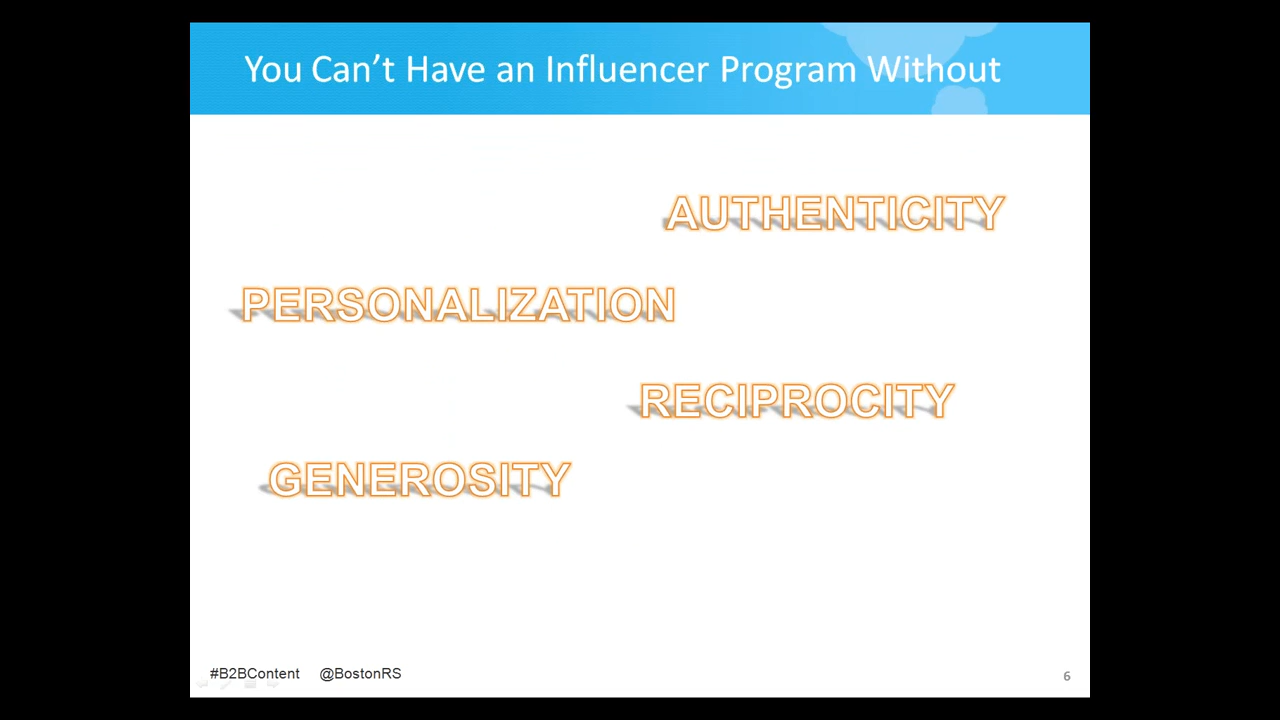 You Can’t Have an Influencer Program Without
AUTHENTICITY
PERSONALIZATION
RECIPROCITY
GENEROSITY
#B2BContent @BostonRS
6